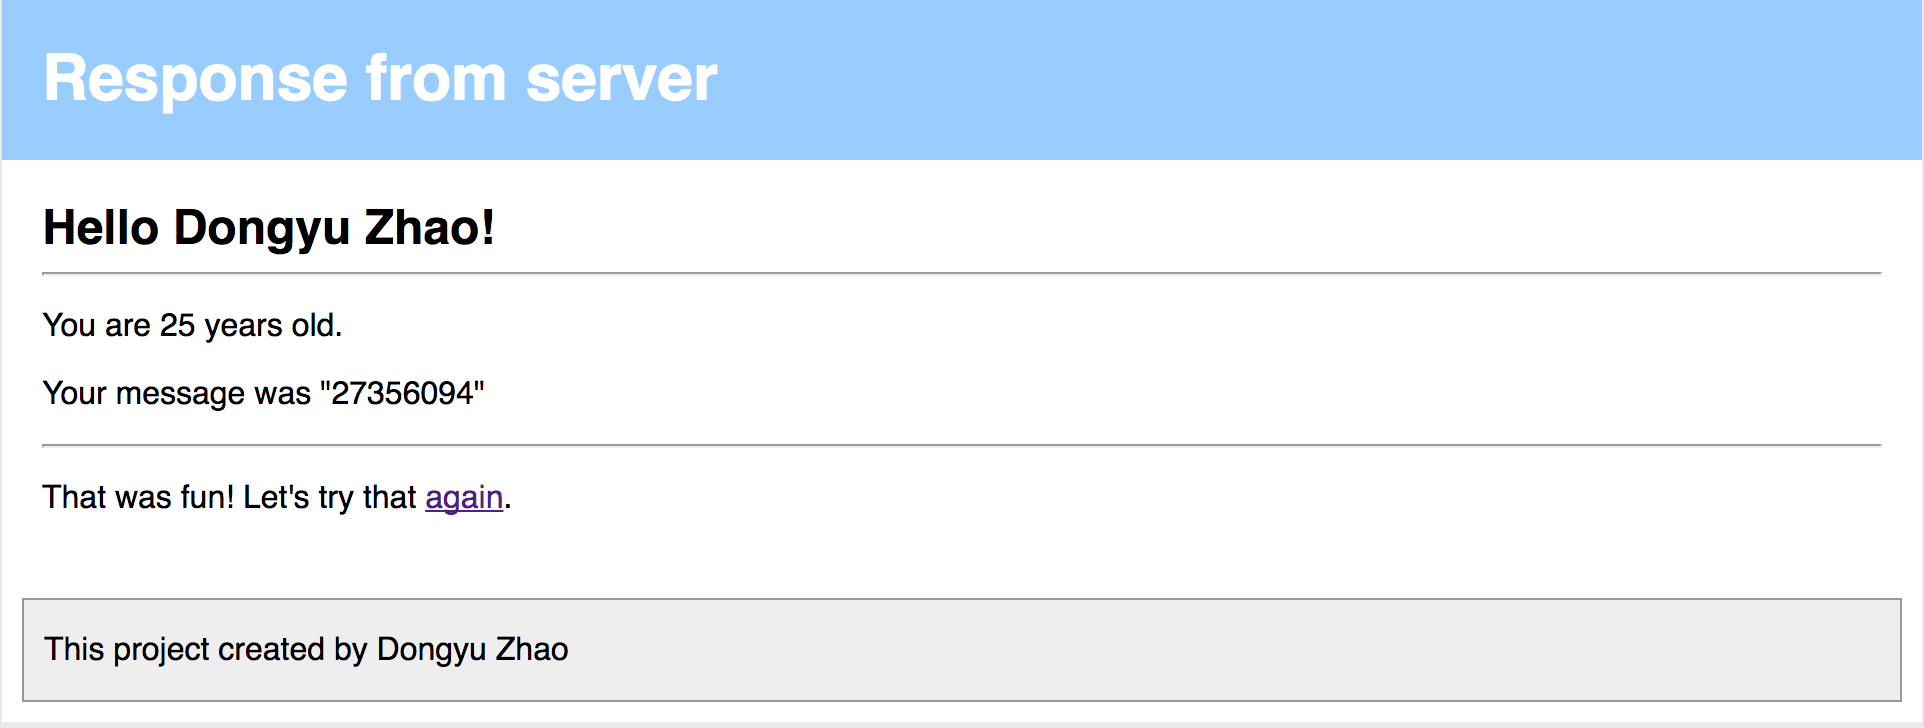 Response from server
Hello Dongyu Zhao!
You are 25 years old.
Your message was "27356094"
That was fun! Let's try that again.
This project created by Dongyu Zhao